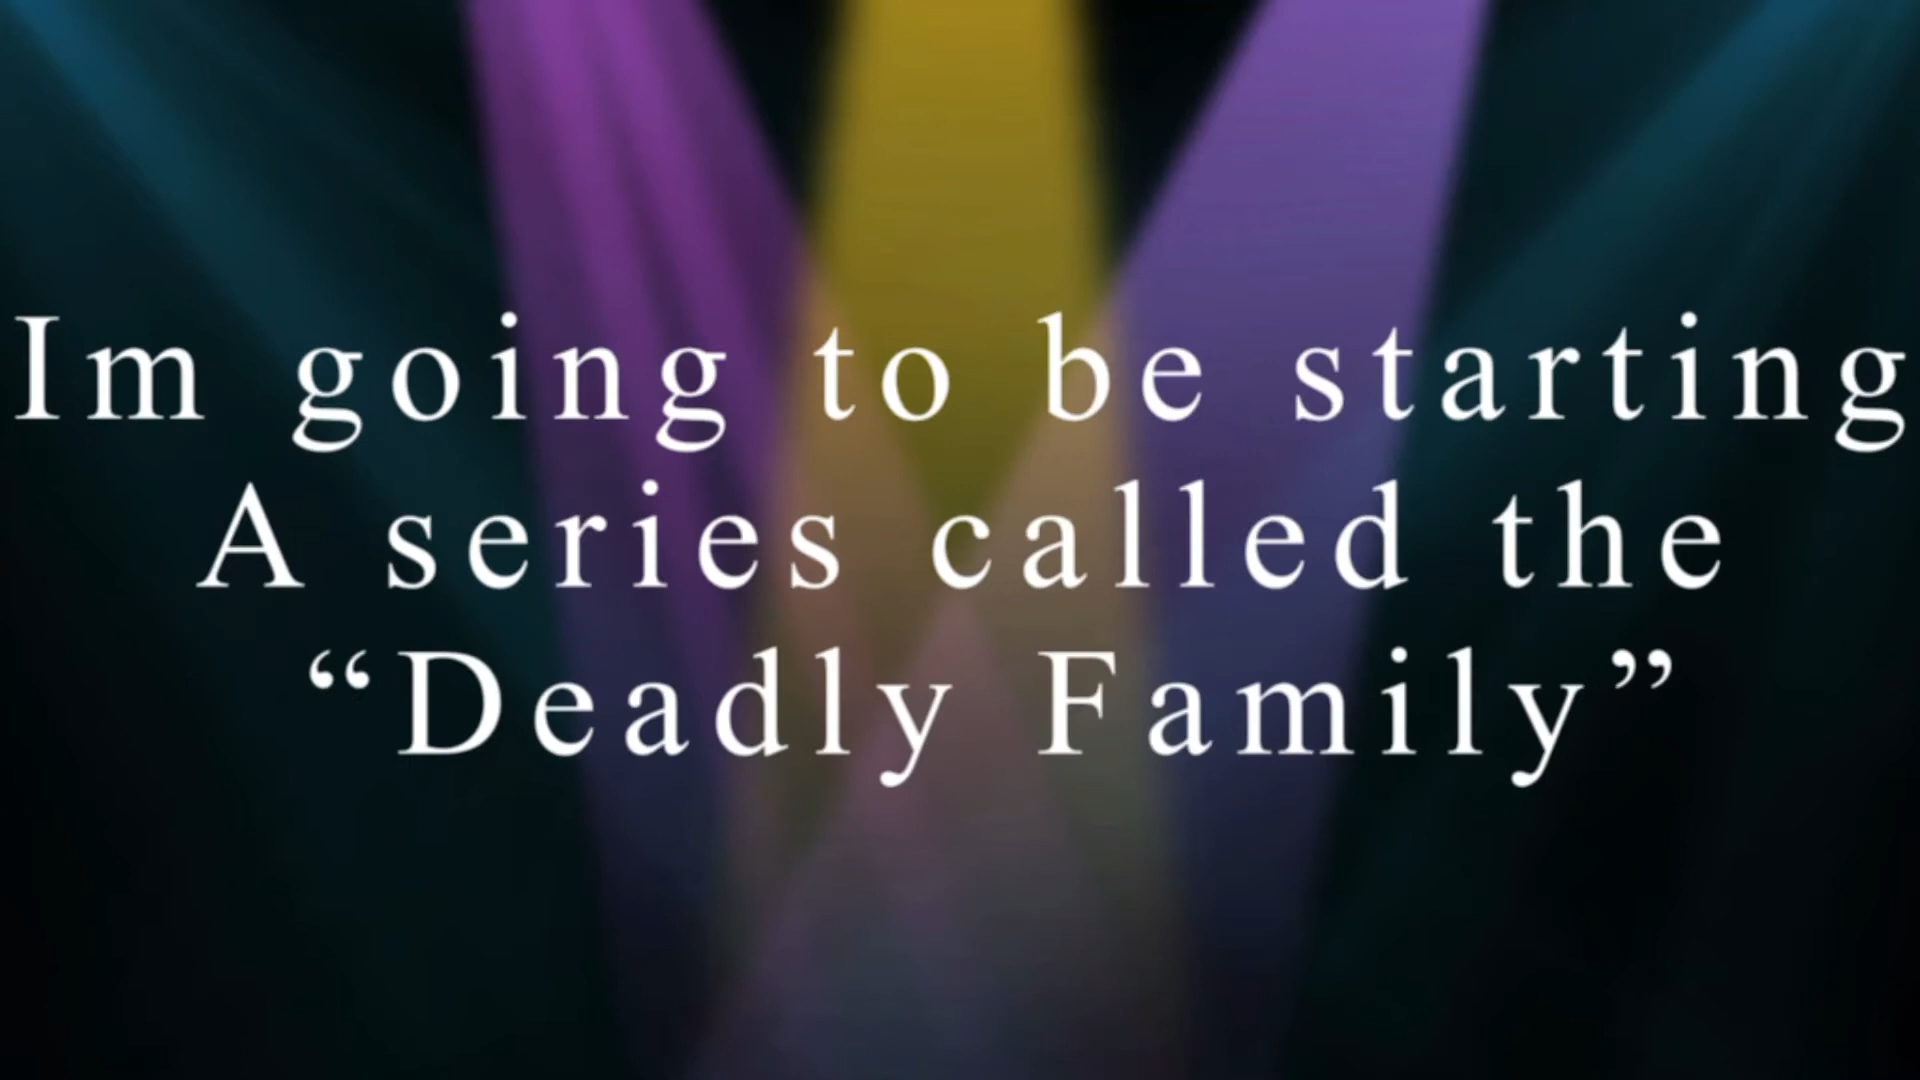 Im going to be starting
A series called the
“Deadly Family”